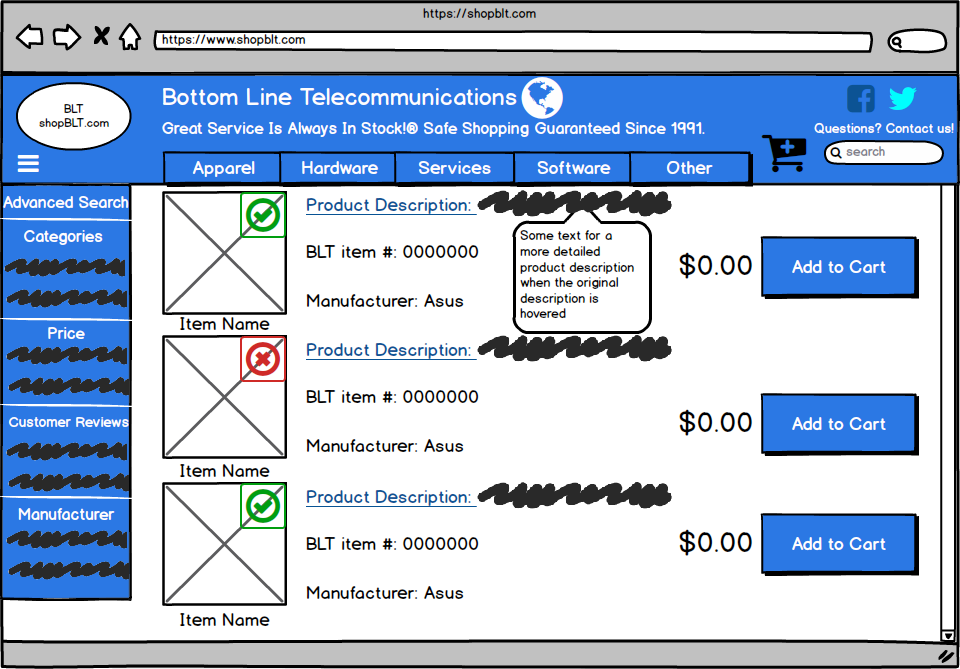 https://shopblt.com
https://www.shopblt.com
BLT
shopBLT.com
Bottom Line Telecommunications
Great Service Is Always In Stock!® Safe Shopping Guaranteed Since 1991.
Questions? Contact us!
search
Apparel
Hardware
Services
Software
Other
Advanced Search
Categories
Price
Customer Reviews
Manufacturer
Product Description:
Some text for a
more detailed
product description
when the original
description is
hovered
BLT item #: 0000000
Manufacturer: Asus
$0.00
Add to Cart
Item Name
Product Description:
BLT item #: 0000000
Manufacturer: Asus
$0.00
Add to Cart
Item Name
Product Description:
BLT item #: 0000000
Manufacturer: Asus
$0.00
Add to Cart
Item Name